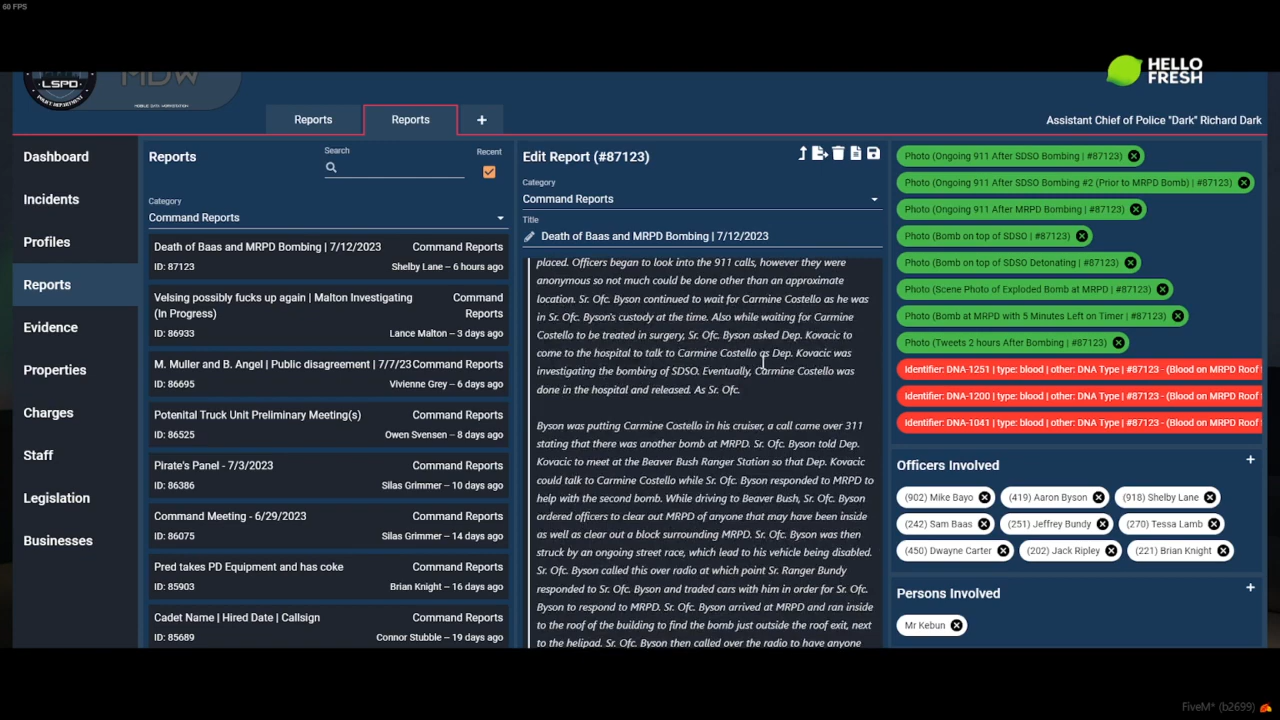 60 FPS
HELLO
FRESH
LSPD
POLICE DEPARTMENT
MDW
MOBILE DATA WORKSTATION
Reports
Reports
+
Assistant Chief of Police "Dark" Richard Dark
Dashboard
Incidents
Profiles
Reports
Evidence
Properties
Charges
Staff
Legislation
Businesses
Reports
Search
Recent
Category
Command Reports
Death of Baas and MRPD Bombing | 7/12/2023 Command Reports
ID: 87123 Shelby Lane – 6 hours ago
Velsing possibly fucks up again | Malton Investigating Command
(In Progress) Reports
ID: 86933 Lance Malton – 3 days ago
M. Muller and B. Angel | Public disagreement | 7/7/23 Command Reports
ID: 86695 Vivienne Grey – 6 days ago
Potenital Truck Unit Preliminary Meeting(s) Command Reports
ID: 86525 Owen Svensen – 8 days ago
Pirate's Panel - 7/3/2023 Command Reports
ID: 86386 Silas Grimmer – 10 days ago
Command Meeting - 6/29/2023 Command Reports
ID: 86075 Silas Grimmer – 14 days ago
Pred takes PD Equipment and has coke Command Reports
ID: 85903 Brian Knight – 16 days ago
Cadet Name | Hired Date | Callsign Command Reports
ID: 85689 Connor Stubble – 19 days ago
Edit Report (#87123)
Category
Command Reports
Title
Death of Baas and MRPD Bombing | 7/12/2023
placed. Officers began to look into the 911 calls, however they were
anonymous so not much could be done other than an approximate
location. Sr. Ofc. Byson continued to wait for Carmine Costello as he was
in Sr. Ofc. Byson's custody at the time. Also while waiting for Carmine
Costello to be treated in surgery, Sr. Ofc. Byson asked Dep. Kovacic to
come to the hospital to talk to Carmine Costello as Dep. Kovacic was
investigating the bombing of SDSO. Eventually, Carmine Costello was
done in the hospital and released. As Sr. Ofc.
Byson was putting Carmine Costello in his cruiser, a call came over 311
stating that there was another bomb at MRPD. Sr. Ofc. Byson told Dep.
Kovacic to meet at the Beaver Bush Ranger Station so that Dep. Kovacic
could talk to Carmine Costello while Sr. Ofc. Byson responded to MRPD to
help with the second bomb. While driving to Beaver Bush, Sr. Ofc. Byson
ordered officers to clear out MRPD of anyone that may have been inside
as well as clear out a block surrounding MRPD. Sr. Ofc. Byson was then
struck by an ongoing street race, which lead to his vehicle being disabled.
Sr. Ofc. Byson called this over radio at which point Sr. Ranger Bundy
responded to Sr. Ofc. Byson and traded cars with him in order for Sr. Ofc.
Byson to respond to MRPD. Sr. Ofc. Byson arrived at MRPD and ran inside
to the roof of the building to find the bomb just outside the roof exit, next
to the helipad. Sr. Ofc. Byson then called over the radio to have anyone
Photo (Ongoing 911 After SDSO Bombing | #87123)
Photo (Ongoing 911 After SDSO Bombing #2 (Prior to MRPD Bomb) | #87123)
Photo (Ongoing 911 After MRPD Bombing | #87123)
Photo (Bomb on top of SDSO | #87123)
Photo (Bomb on top of SDSO Detonating | #87123)
Photo (Scene Photo of Exploded Bomb at MRPD | #87123)
Photo (Bomb at MRPD with 5 Minutes Left on Timer | #87123)
Photo (Tweets 2 hours After Bombing | #87123)
Identifier: DNA-1251 | type: blood | other: DNA Type | #87123 - (Blood on MRPD Roof
Identifier: DNA-1200 | type: blood | other: DNA Type | #87123 - (Blood on MRPD Roof
Identifier: DNA-1041 | type: blood | other: DNA Type | #87123 - (Blood on MRPD Roof
Officers Involved +
(902) Mike Bayo (419) Aaron Byson (918) Shelby Lane
(242) Sam Baas (251) Jeffrey Bundy (270) Tessa Lamb
(450) Dwayne Carter (202) Jack Ripley (221) Brian Knight
Persons Involved +
Mr Kebun
FiveM* (b2699)